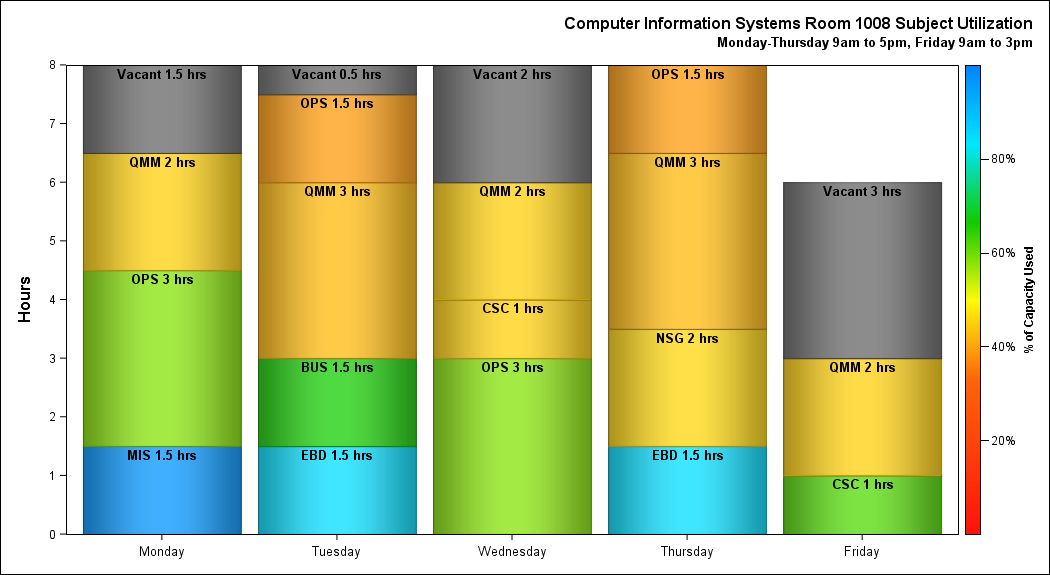 Computer Information Systems Room 1008 Subject Utilization
Monday-Thursday 9am to 5pm, Friday 9am to 3pm
Hours
8
7
6
5
4
3
2
1
0
Vacant 1.5 hrs
QMM 2 hrs
OPS 3 hrs
MIS 1.5 hrs
Monday
Vacant 0.5 hrs
OPS 1.5 hrs
QMM 3 hrs
BUS 1.5 hrs
EBD 1.5 hrs
Tuesday
Vacant 2 hrs
QMM 2 hrs
CSC 1 hrs
OPS 3 hrs
Wednesday
OPS 1.5 hrs
QMM 3 hrs
NSG 2 hrs
EBD 1.5 hrs
Thursday
Vacant 3 hrs
QMM 2 hrs
CSC 1 hrs
Friday
80%
60%
40%
20%
% of Capacity Used